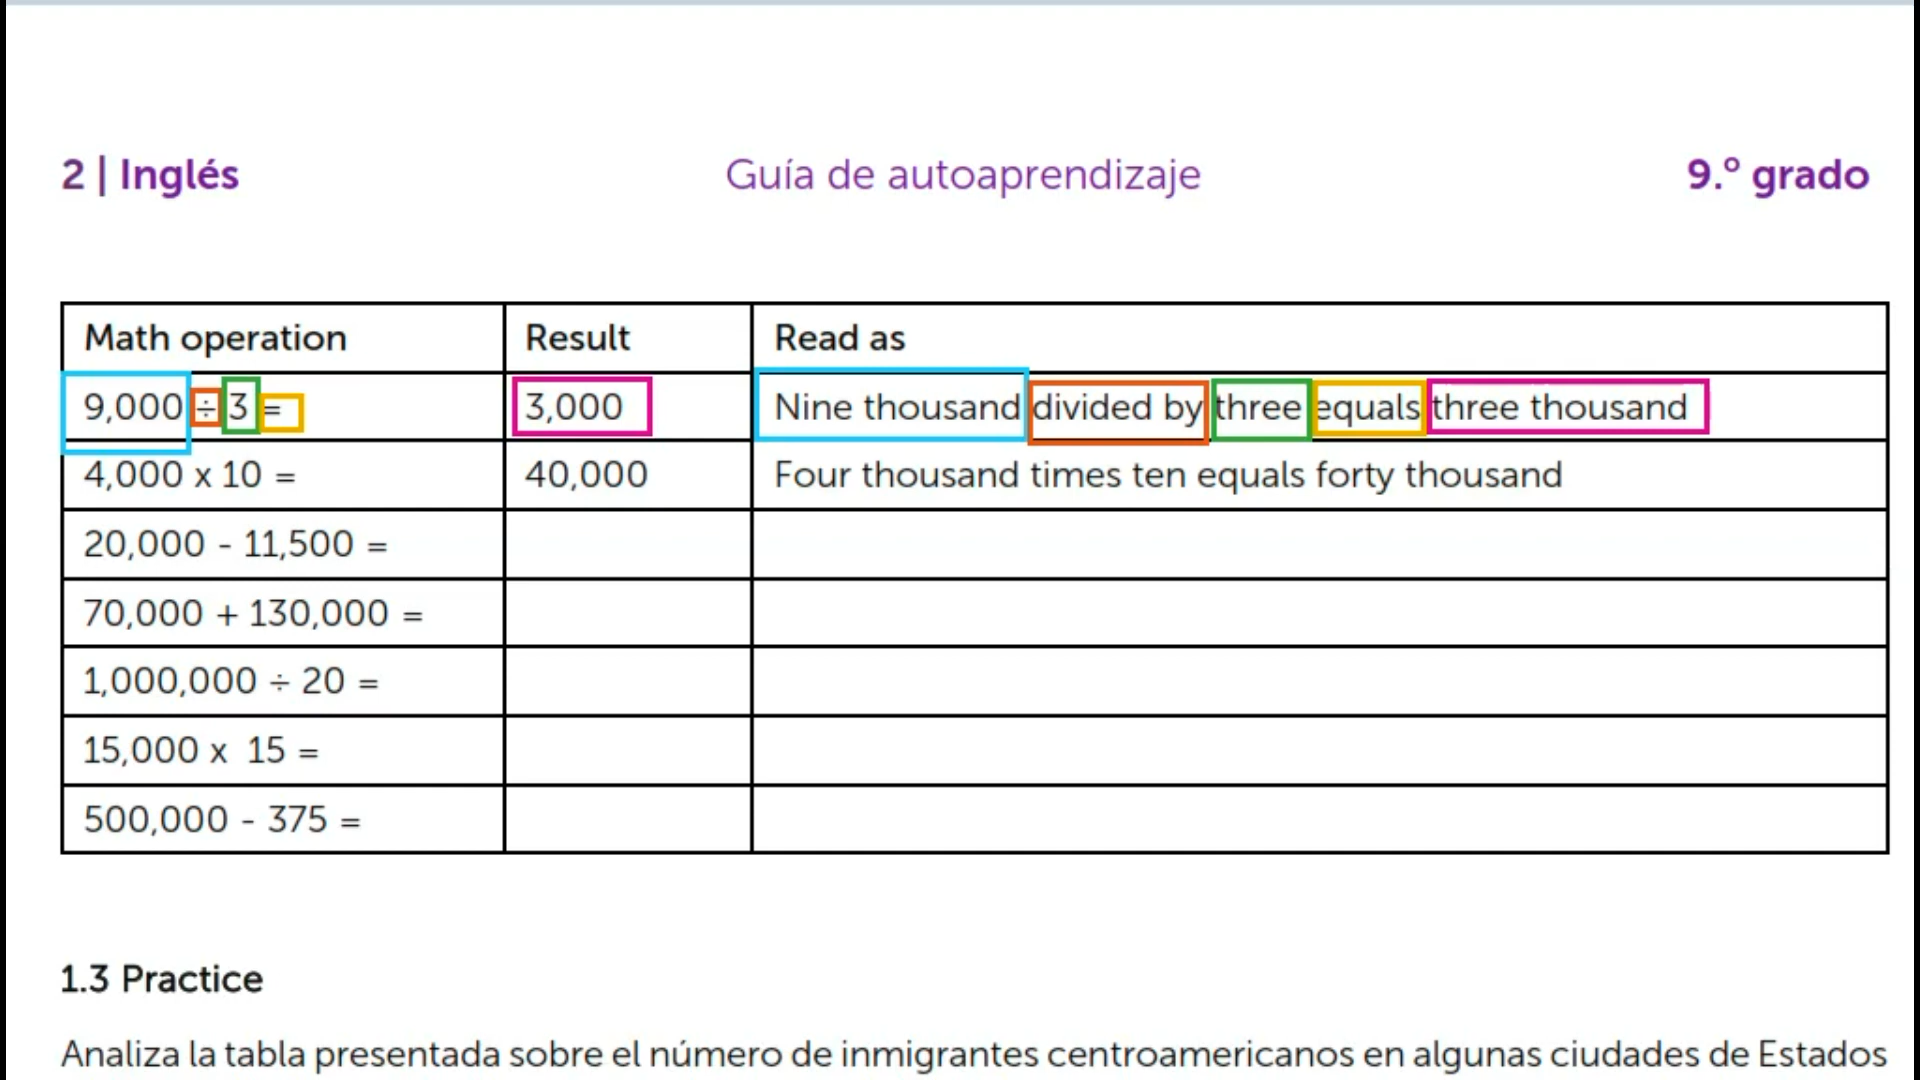 2 | Inglés Guía de autoaprendizaje 9.º grado
Math operation Result Read as
9,000 ÷ 3 = 3,000 Nine thousand divided by three equals three thousand
4,000 x 10 = 40,000 Four thousand times ten equals forty thousand
20,000 - 11,500 =
70,000 + 130,000 =
1,000,000 ÷ 20 =
15,000 x 15 =
500,000 - 375 =
1.3 Practice
Analiza la tabla presentada sobre el número de inmigrantes centroamericanos en algunas ciudades de Estados